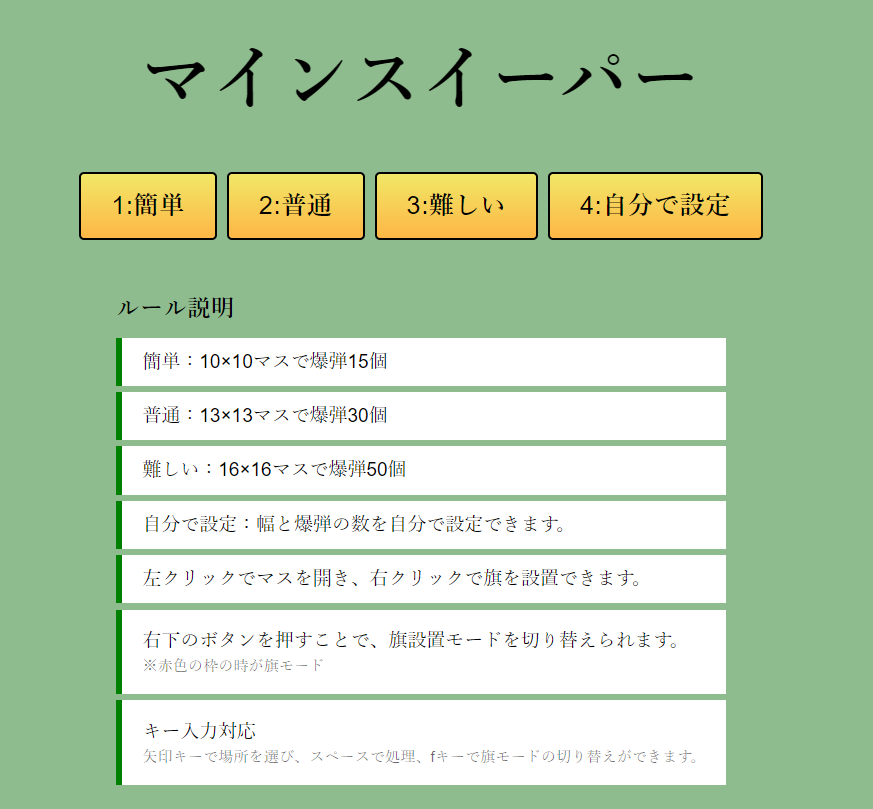 マインスイーパー
1:簡単 2:普通 3:難しい 4:自分で設定
ルール説明
簡単：10×10マスで爆弾15個
普通：13×13マスで爆弾30個
難しい：16×16マスで爆弾50個
自分で設定：幅と爆弾の数を自分で設定できます。
左クリックでマスを開き、右クリックで旗を設置できます。
右下のボタンを押すことで、旗設置モードを切り替えられます。
※赤色の枠の時が旗モード
キー入力対応
矢印キーで場所を選び、スペースで処理、fキーで旗モードの切り替えができます。